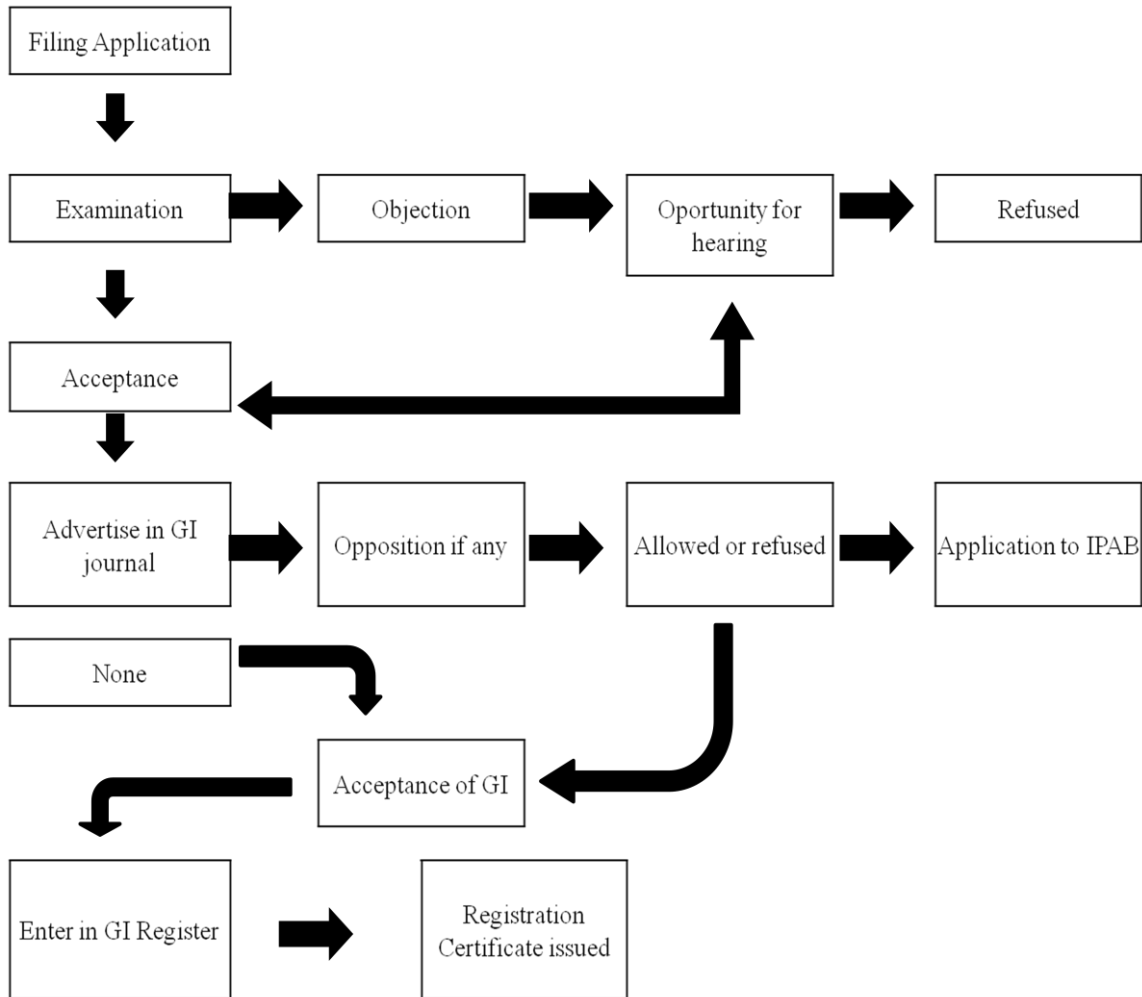 Filing Application
Examination
Objection
Oportunity for
hearing
Refused
Acceptance
Advertise in GI
journal
Opposition if any
Allowed or refused
Application to IPAB
None
Acceptance of GI
Enter in GI Register
Registration
Certificate issued